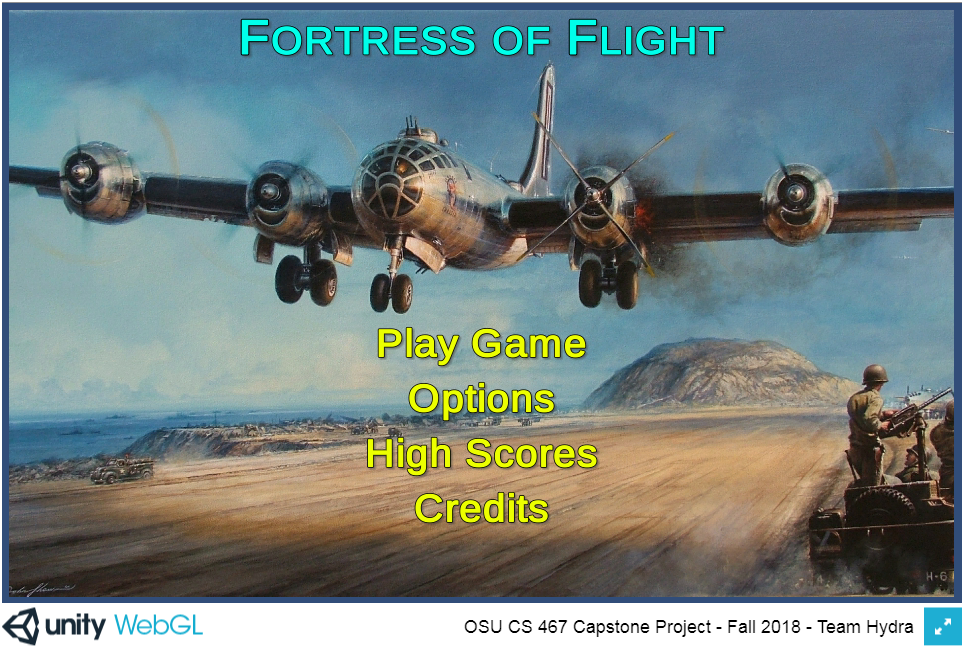 Fortress of Flight
Play Game
Options
High Scores
Credits
H-61
unity WebGL
OSU CS 467 Capstone Project - Fall 2018 - Team Hydra